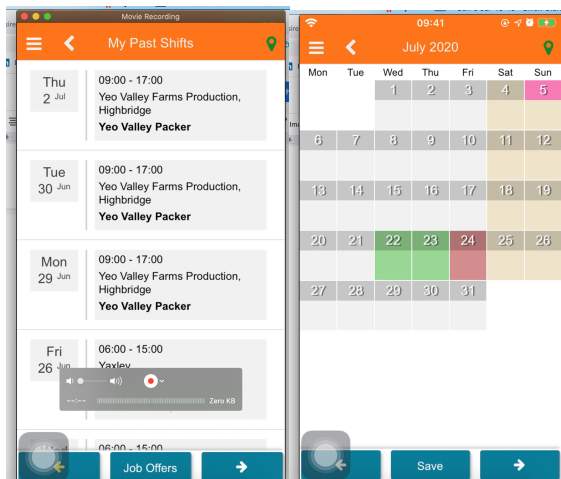 Movie Recording
My Past Shifts
Thu
2 Jul
09:00 - 17:00
Yeo Valley Farms Production,
Highbridge
Yeo Valley Packer
Tue
30 Jun
09:00 - 17:00
Yeo Valley Farms Production,
Highbridge
Yeo Valley Packer
Mon
29 Jun
09:00 - 17:00
Yeo Valley Farms Production,
Highbridge
Yeo Valley Packer
Fri
26 Jun
06:00 - 15:00
Yaxley
--:--
Zero KB
06:00 - 15:00
Job Offers
09:41
July 2020
Mon Tue Wed Thu Fri Sat Sun
1 2 3 4 5
6 7 8 9 10 11 12
13 14 15 16 17 18 19
20 21 22 23 24 25 26
27 28 29 30 31
Save